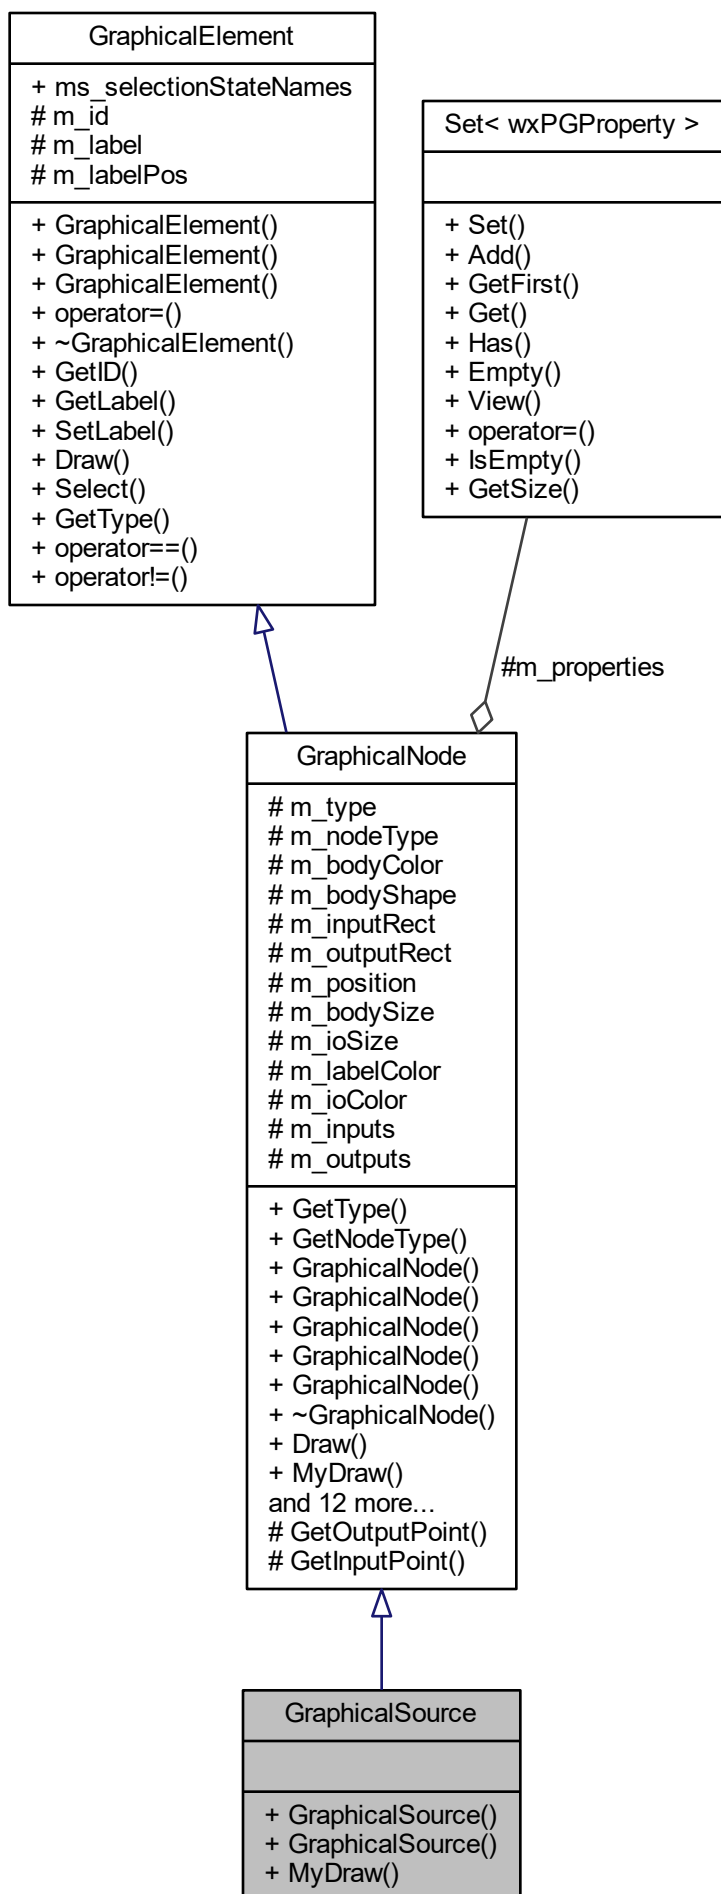 GraphicalElement
+ ms_selectionStateNames
# m_id
# m_label
# m_labelPos
+ GraphicalElement()
+ GraphicalElement()
+ GraphicalElement()
+ operator=()
+ ~GraphicalElement()
+ GetID()
+ GetLabel()
+ SetLabel()
+ Draw()
+ Select()
+ GetType()
+ operator==()
+ operator!=()
Set< wxPGProperty >
+ Set()
+ Add()
+ GetFirst()
+ Get()
+ Has()
+ Empty()
+ View()
+ operator=()
+ IsEmpty()
+ GetSize()
#m_properties
GraphicalNode
# m_type
# m_nodeType
# m_bodyColor
# m_bodyShape
# m_inputRect
# m_outputRect
# m_position
# m_bodySize
# m_ioSize
# m_labelColor
# m_ioColor
# m_inputs
# m_outputs
+ GetType()
+ GetNodeType()
+ GraphicalNode()
+ GraphicalNode()
+ GraphicalNode()
+ GraphicalNode()
+ GraphicalNode()
+ ~GraphicalNode()
+ Draw()
+ MyDraw()
and 12 more...
# GetOutputPoint()
# GetInputPoint()
GraphicalSource
+ GraphicalSource()
+ GraphicalSource()
+ MyDraw()